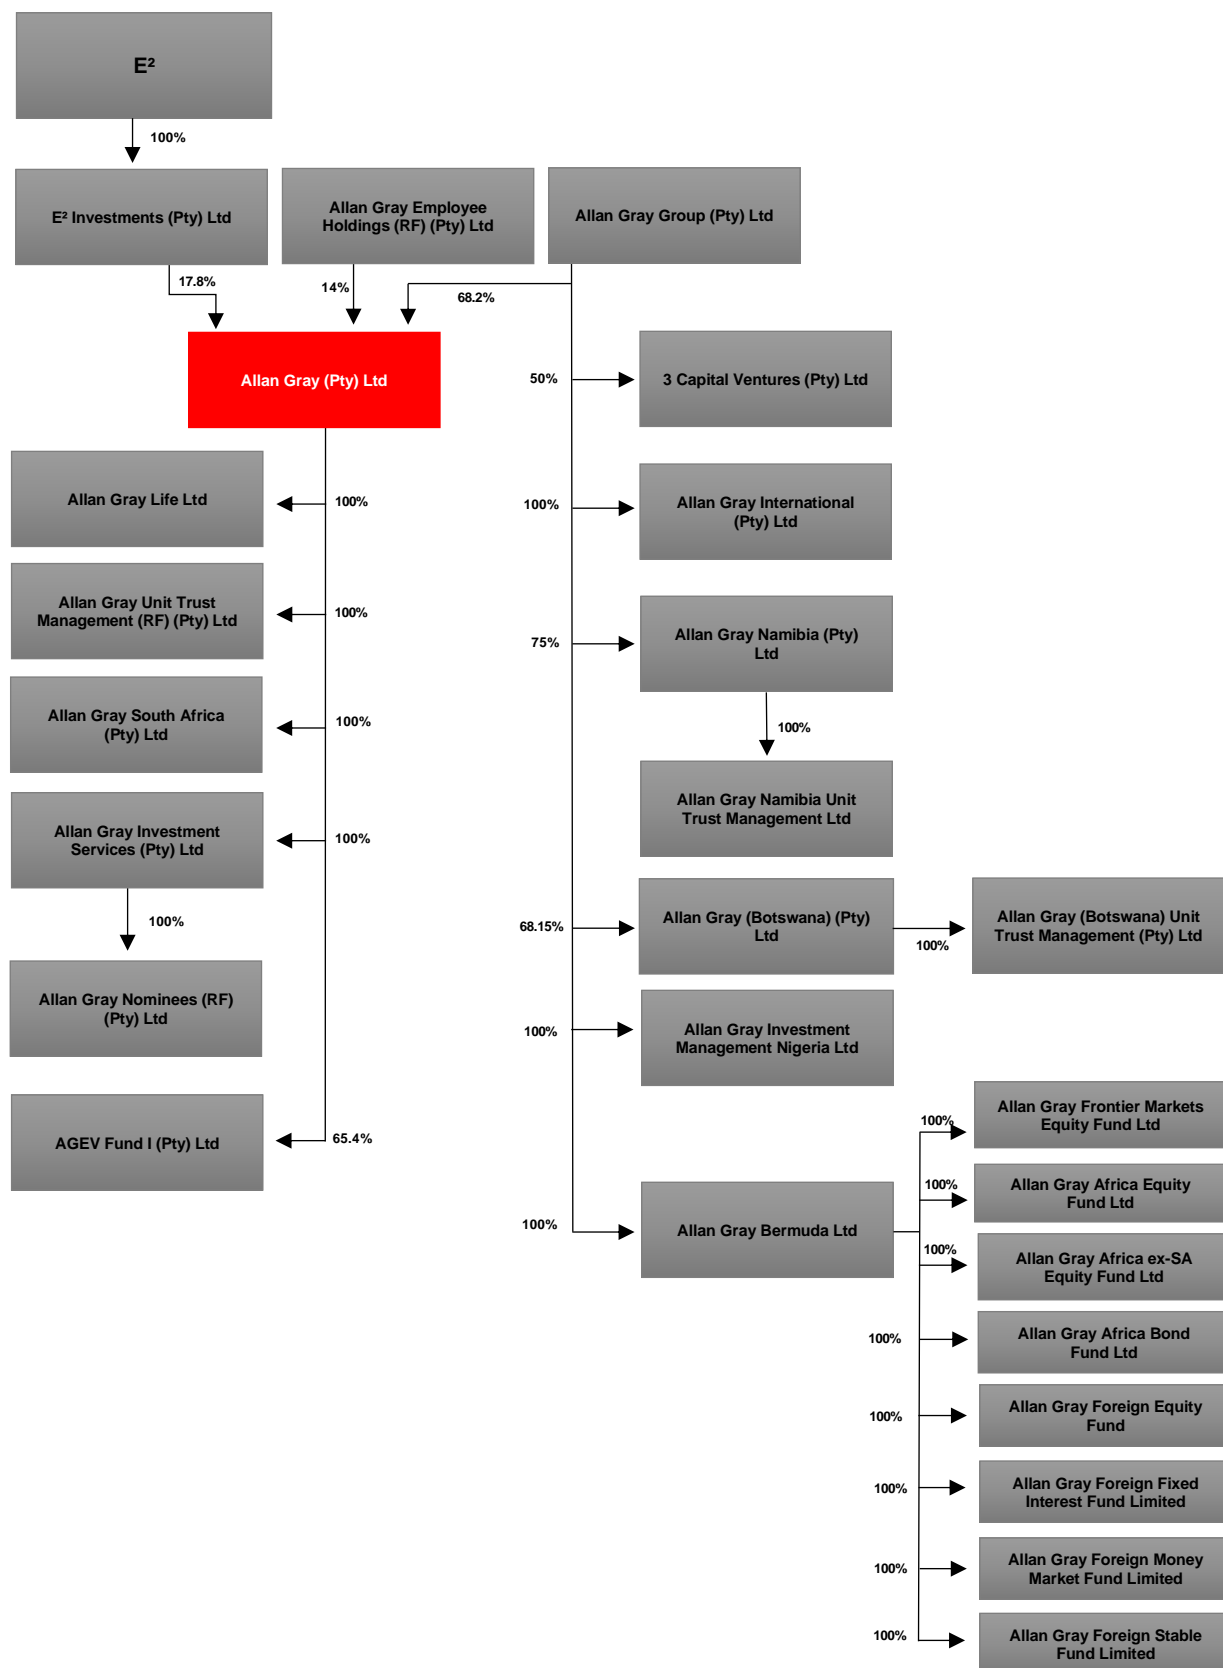 E²
100%
E² Investments (Pty) Ltd
Allan Gray Employee
Holdings (RF) (Pty) Ltd
Allan Gray Group (Pty) Ltd
17.8%
14%
68.2%
Allan Gray (Pty) Ltd
50%
3 Capital Ventures (Pty) Ltd
Allan Gray Life Ltd
100%
100%
Allan Gray International
(Pty) Ltd
Allan Gray Unit Trust
Management (RF) (Pty) Ltd
100%
75%
Allan Gray Namibia (Pty)
Ltd
Allan Gray South Africa
(Pty) Ltd
100%
100%
Allan Gray Namibia Unit
Trust Management Ltd
Allan Gray Investment
Services (Pty) Ltd
100%
100%
68.15%
Allan Gray (Botswana) (Pty)
Ltd
100%
Allan Gray (Botswana) Unit
Trust Management (Pty) Ltd
Allan Gray Nominees (RF)
(Pty) Ltd
100%
Allan Gray Investment
Management Nigeria Ltd
AGEV Fund I (Pty) Ltd
65.4%
100%
Allan Gray Frontier Markets
Equity Fund Ltd
100%
Allan Gray Africa Equity
Fund Ltd
100%
Allan Gray Bermuda Ltd
100%
Allan Gray Africa ex-SA
Equity Fund Ltd
100%
Allan Gray Africa Bond
Fund Ltd
100%
Allan Gray Foreign Equity
Fund
100%
Allan Gray Foreign Fixed
Interest Fund Limited
100%
Allan Gray Foreign Money
Market Fund Limited
100%
Allan Gray Foreign Stable
Fund Limited